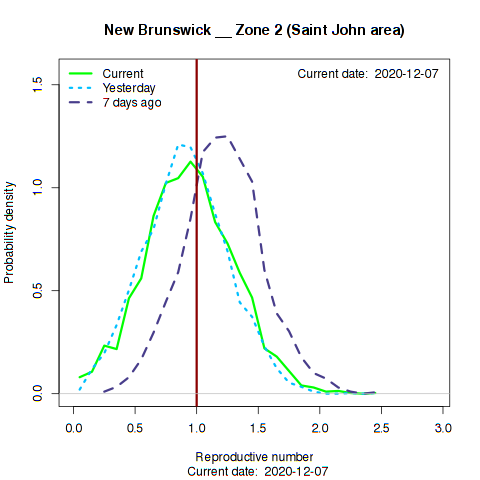 New Brunswick __ Zone 2 (Saint John area)
Current
Yesterday
7 days ago
Current date:  2020-12-07
Probability density
1.5
1.0
0.5
0.0
0.0 0.5 1.0 1.5 2.0 2.5 3.0
Reproductive number
Current date:  2020-12-07